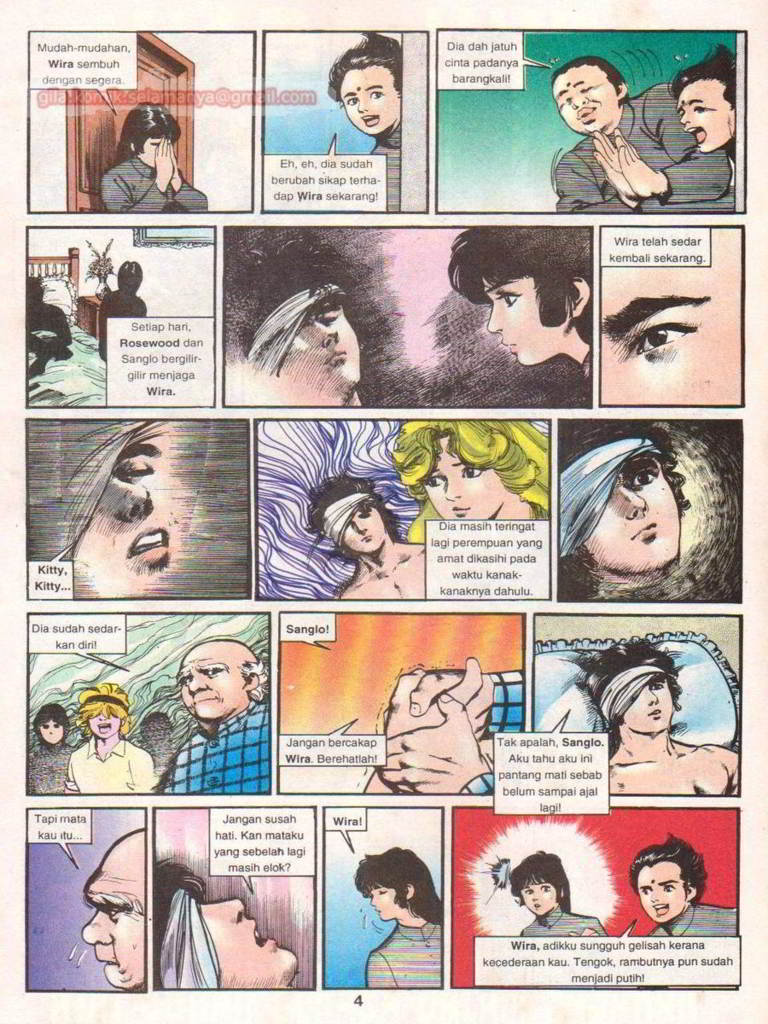 Mudah-mudahan,
Wira sembuh
dengan segera.
gila.komik.selamanya@gmail.com
Eh, eh, dia sudah
berubah sikap terha-
dap Wira sekarang!
Dia dah jatuh
cinta padanya
barangkali!
Setiap hari,
Rosewood dan
Sanglo bergilir-
gilir menjaga
Wira.
Wira telah sedar
kembali sekarang.
Kitty,
Kitty...
Dia masih teringat
lagi perempuan yang
amat dikasihi pada
waktu kanak-
kanaknya dahulu.
Dia sudah sedar-
kan diri!
Sanglo!
Jangan bercakap
Wira. Berehatlah!
Tak apalah, Sanglo.
Aku tahu aku ini
pantang mati sebab
belum sampai ajal
lagi!
Tapi mata
kau itu...
Jangan susah
hati. Kan mataku
yang sebelah lagi
masih elok?
Wira!
Wira, adikku sungguh gelisah kerana
kecederaan kau. Tengok, rambutnya pun sudah
menjadi putih!
4